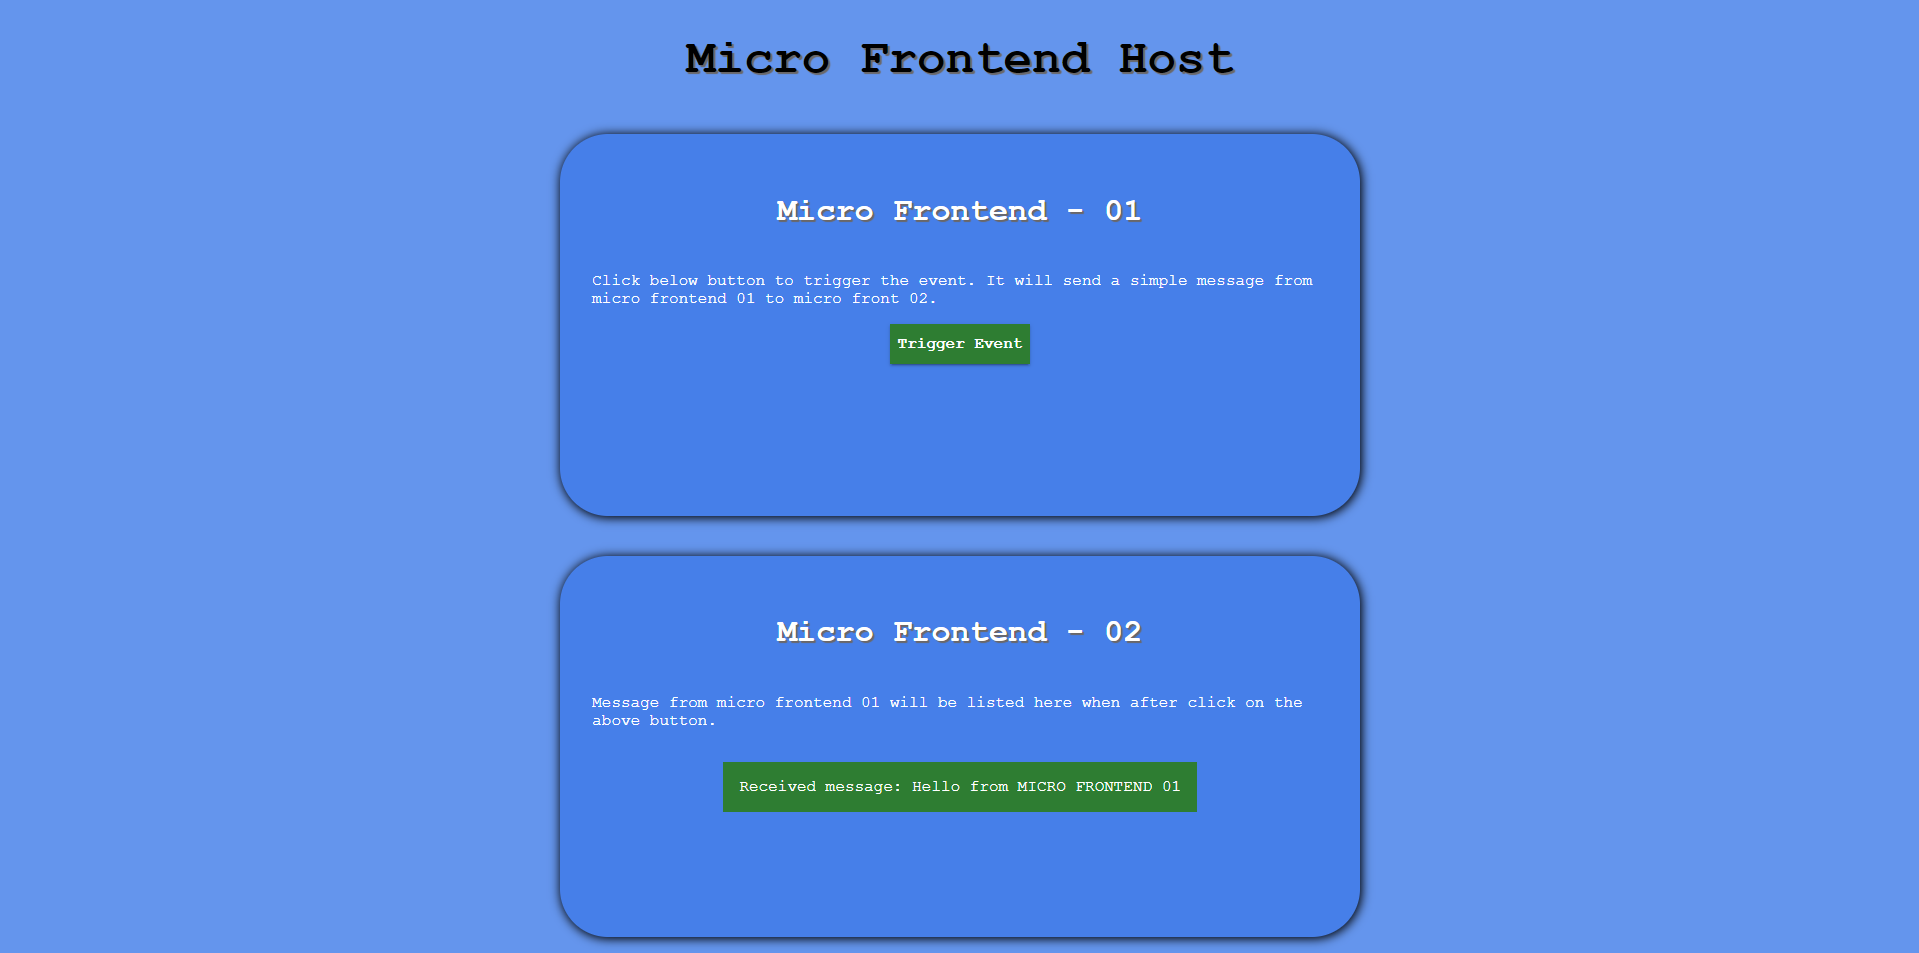 Micro Frontend Host
Micro Frontend - 01
Click below button to trigger the event. It will send a simple message from
micro frontend 01 to micro front 02.
Trigger Event
Micro Frontend - 02
Message from micro frontend 01 will be listed here when after click on the
above button.
Received message: Hello from MICRO FRONTEND 01